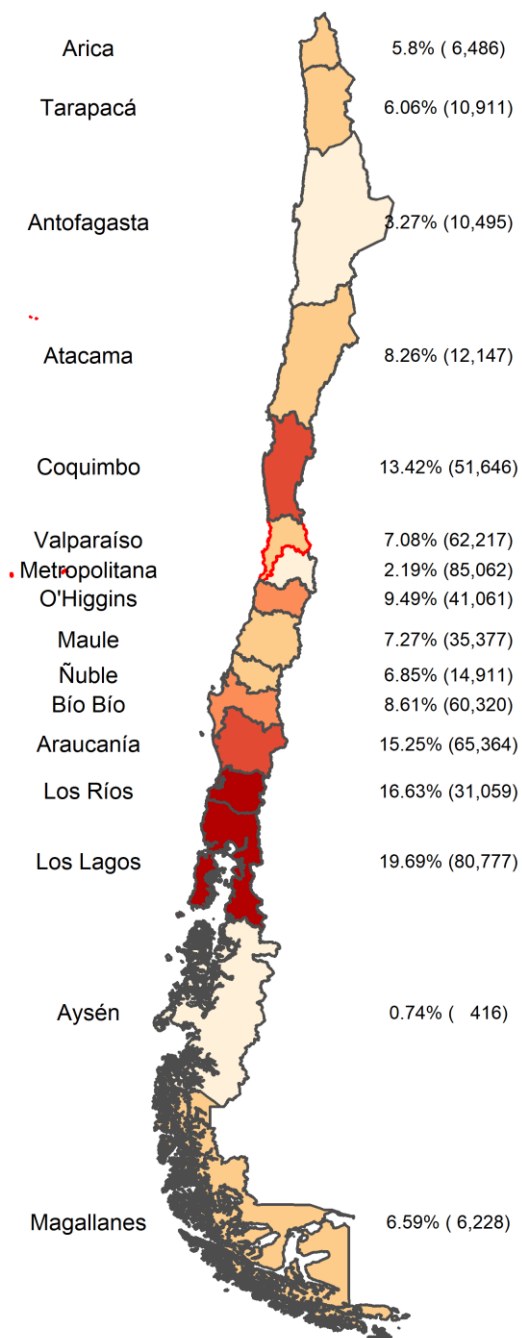 Arica 5.8% ( 6,486)
Tarapacá 6.06% (10,911)
Antofagasta 3.27% (10,495)
Atacama 8.26% (12,147)
Coquimbo 13.42% (51,646)
Valparaíso 7.08% (62,217)
Metropolitana 2.19% (85,062)
O'Higgins 9.49% (41,061)
Maule 7.27% (35,377)
Ñuble 6.85% (14,911)
Bío Bío 8.61% (60,320)
Araucanía 15.25% (65,364)
Los Ríos 16.63% (31,059)
Los Lagos 19.69% (80,777)
Aysén 0.74% (   416)
Magallanes 6.59% ( 6,228)